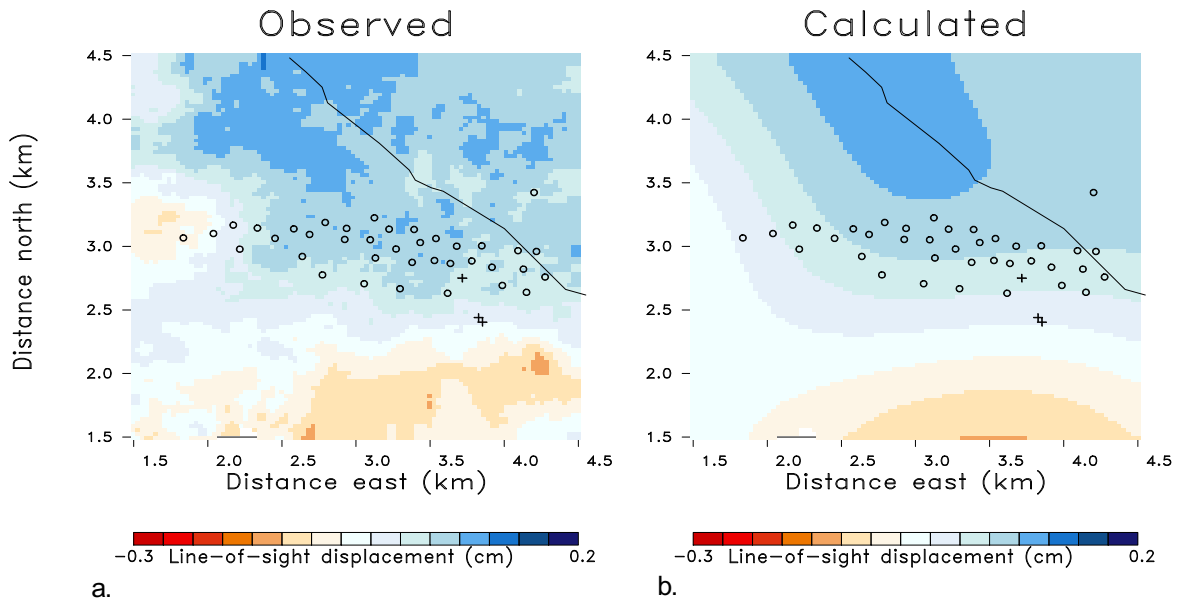 Observed
Calculated
4.5
4.0
3.5
3.0
2.5
2.0
1.5
Distance north (km)
1.5 2.0 2.5 3.0 3.5 4.0 4.5
Distance east (km)
4.5
4.0
3.5
3.0
2.5
2.0
1.5
1.5 2.0 2.5 3.0 3.5 4.0 4.5
Distance east (km)
-0.3 Line-of-sight displacement (cm) 0.2
-0.3 Line-of-sight displacement (cm) 0.2
a.
b.